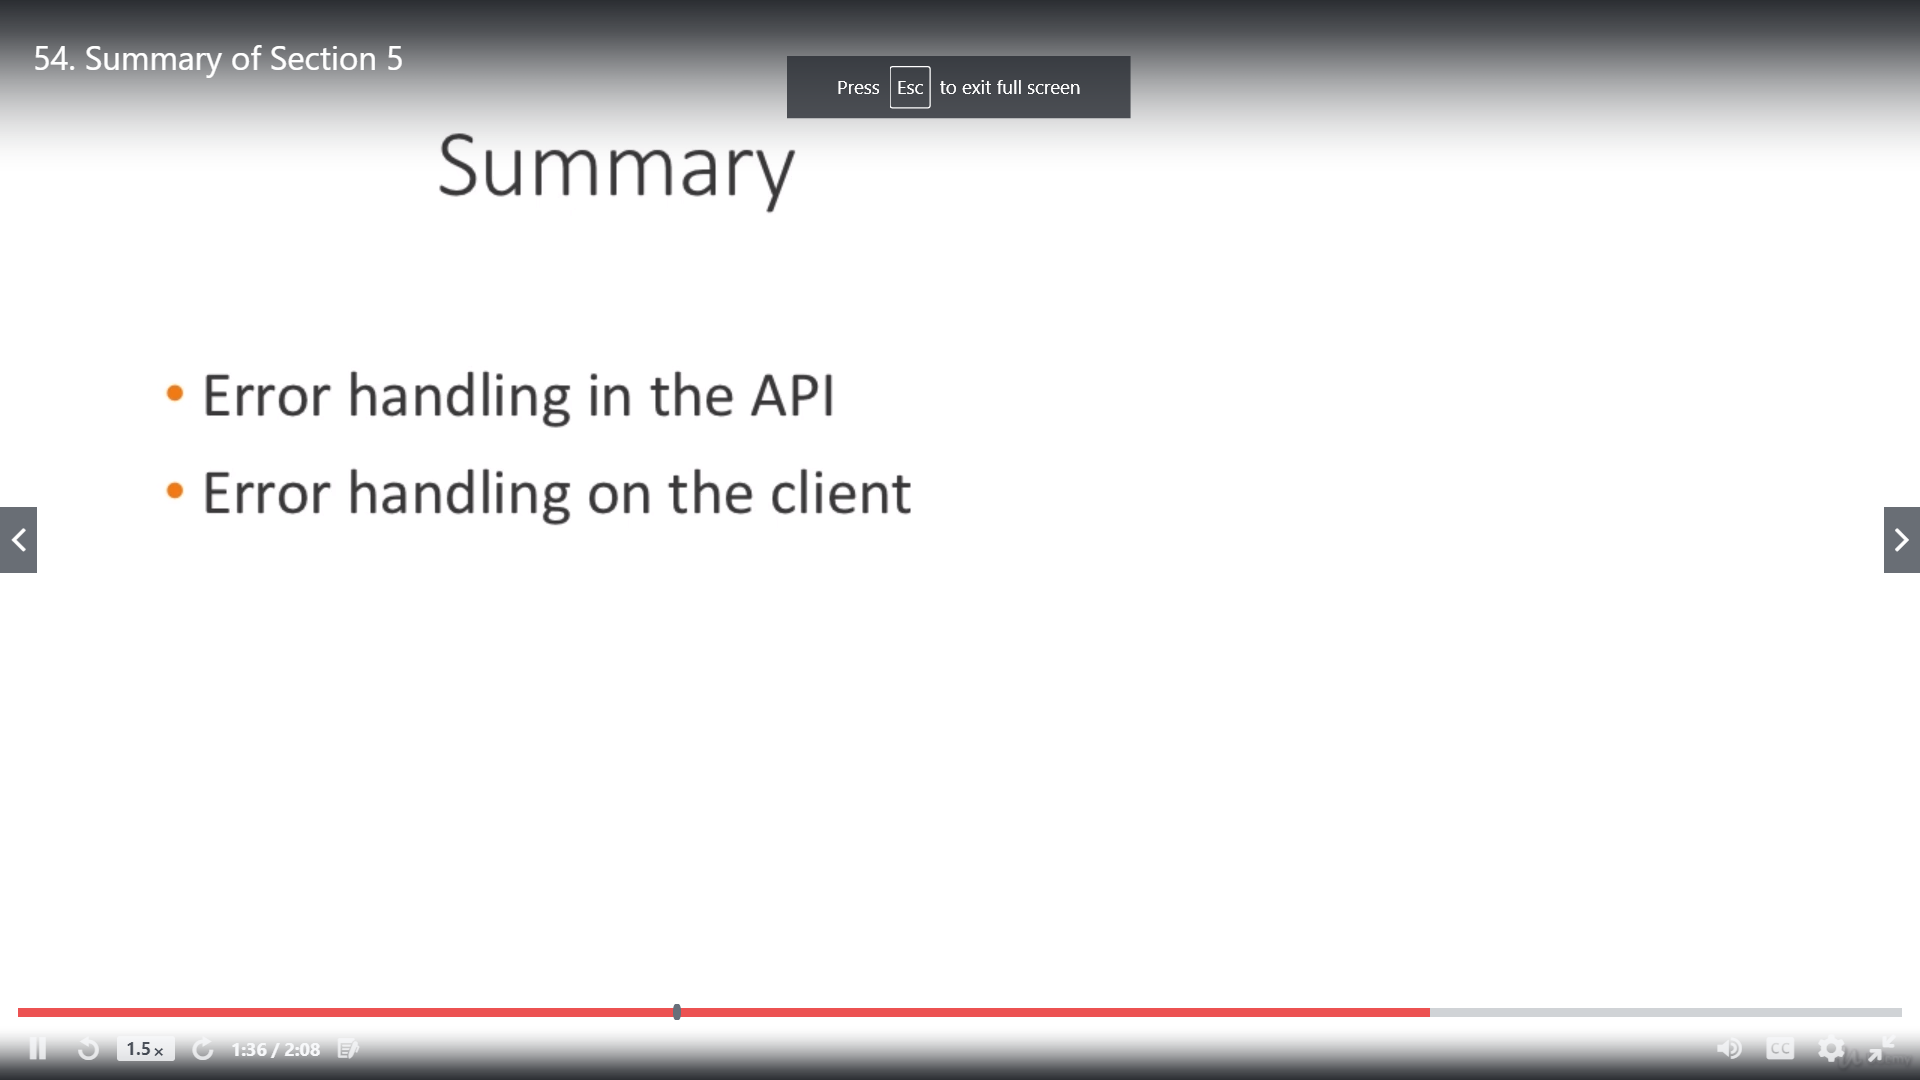 54. Summary of Section 5
Press Esc to exit full screen
Summary
• Error handling in the API
• Error handling on the client
1.5x
1:36 / 2:08
CC